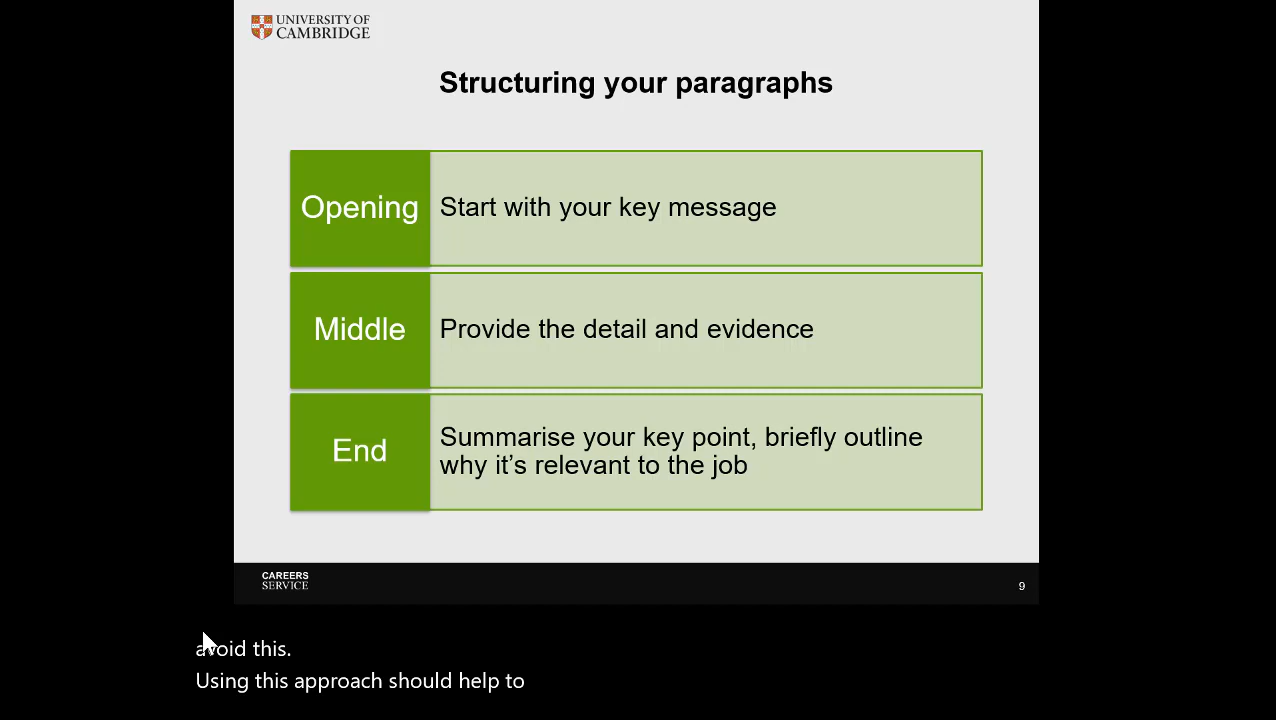 UNIVERSITY OF
CAMBRIDGE
Structuring your paragraphs
Opening
Start with your key message
Middle
Provide the detail and evidence
End
Summarise your key point, briefly outline
why it’s relevant to the job
CAREERS
SERVICE
9
avoid this.
Using this approach should help to